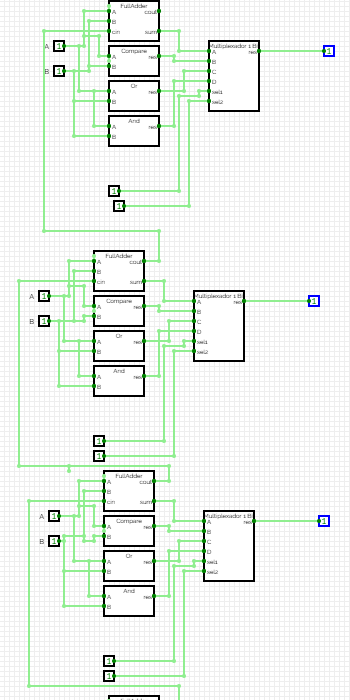 FullAdder
A cout
B
cin sum
Compare
A res
B
Or
A res
B
And
A res
B
A 1
B 1
Multiplexador 1 Bit
A res
B
C
D
sel1
sel2
1
1
1
FullAdder
A cout
B
cin sum
Compare
A res
B
Or
A res
B
And
A res
B
A 1
B 1
Multiplexador 1 Bit
A res
B
C
D
sel1
sel2
1
1
1
FullAdder
A cout
B
cin sum
Compare
A res
B
Or
A res
B
And
A res
B
A 1
B 1
Multiplexador 1 Bit
A res
B
C
D
sel1
sel2
1
1
1